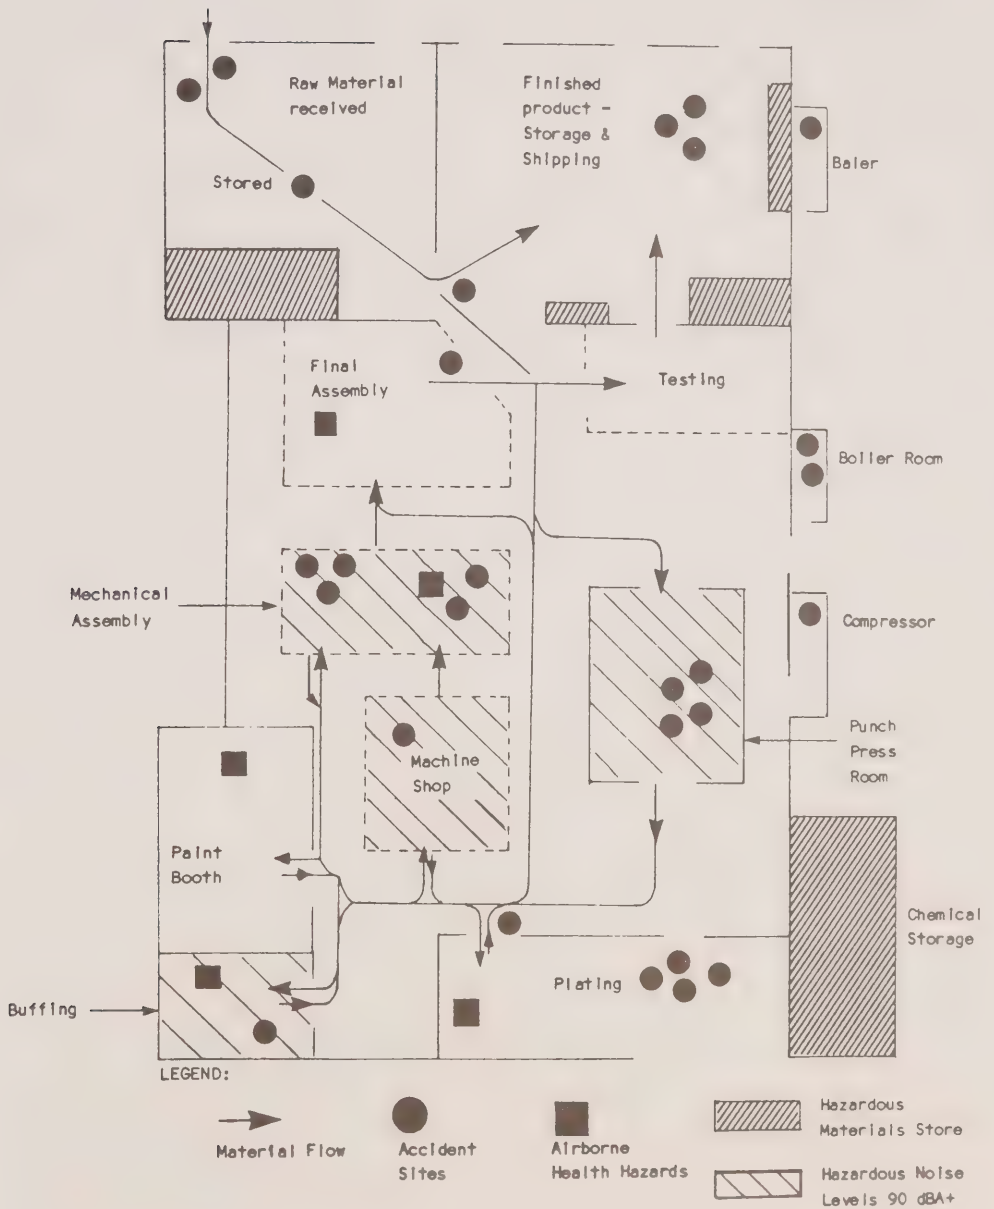 Raw Material
received
Finished
product -
Storage &
Shipping
Stored
Baler
Final
Assembly
Testing
Boiler Room
Mechanical
Assembly
Compressor
Punch
Press
Room
Machine
Shop
Paint
Booth
Chemical
Storage
Plating
Buffing
LEGEND:
Material Flow
Accident
Sites
Airborne
Health Hazards
Hazardous
Materials Store
Hazardous Noise
Levels 90 dBA+